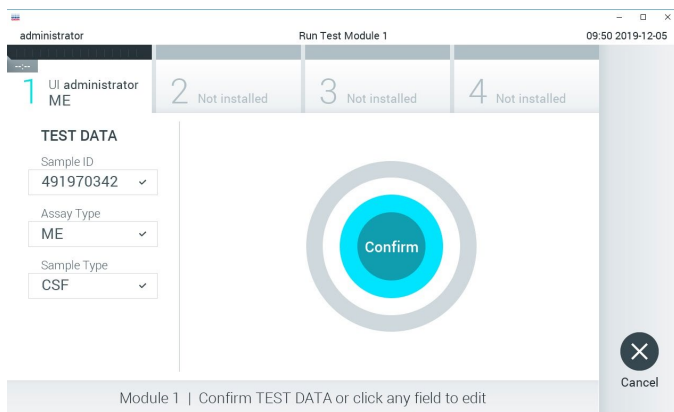 administrator
Run Test Module 1
09:50 2019-12-05
--:--
1 UI administrator
ME
2 Not installed
3 Not installed
4 Not installed
TEST DATA
Sample ID
491970342
Assay Type
ME
Sample Type
CSF
Confirm
Cancel
Module 1 | Confirm TEST DATA or click any field to edit